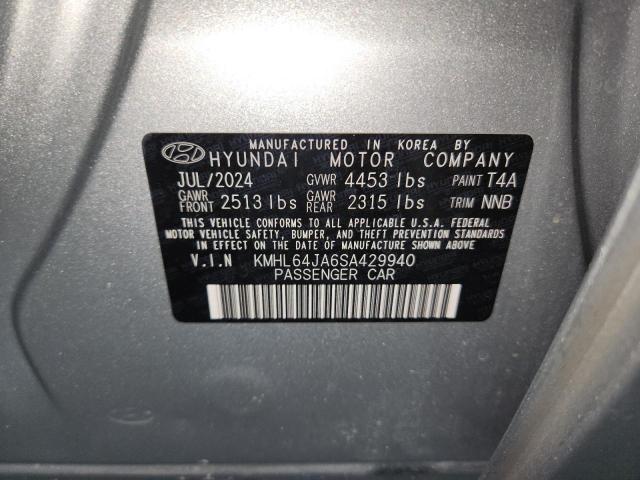 MANUFACTURED IN KOREA BY
HYUNDAI MOTOR COMPANY
JUL/2024 GVWR 4453 lbs PAINT T4A
GAWR FRONT 2513 lbs GAWR REAR 2315 lbs TRIM NNB
THIS VEHICLE CONFORMS TO ALL APPLICABLE U.S.A. FEDERAL
MOTOR VEHICLE SAFETY, BUMPER, AND THEFT PREVENTION STANDARDS
IN EFFECT ON THE DATE OF MANUFACTURE SHOWN ABOVE.
V.I.N KMHL64JA6SA429940
PASSENGER CAR